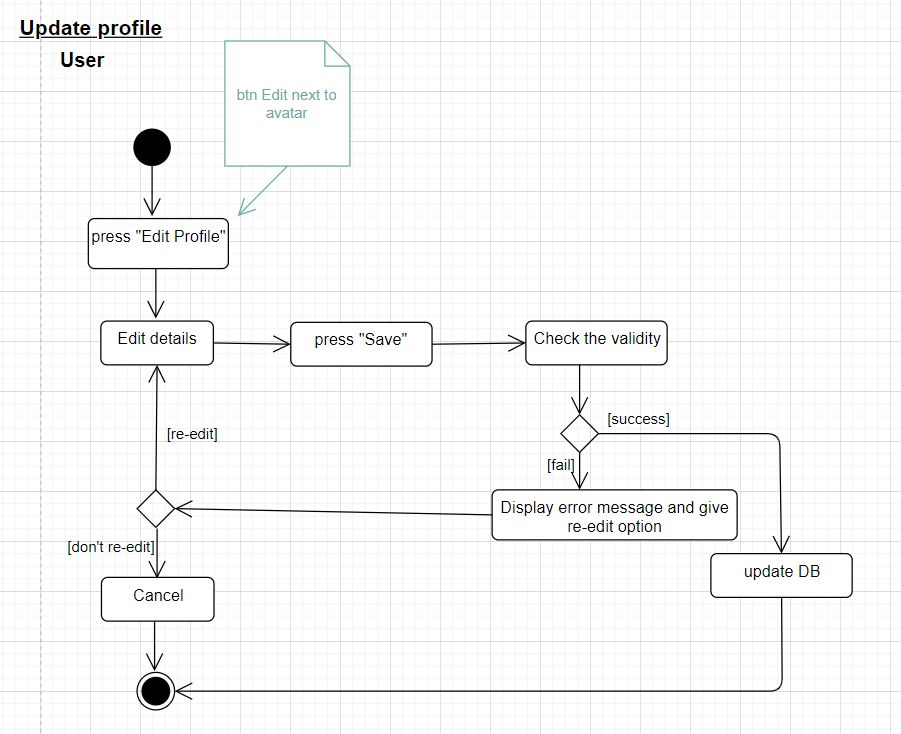 Update profile
User
btn Edit next to
avatar
press "Edit Profile"
Edit details
press "Save"
Check the validity
[success]
[re-edit]
[fail]
Display error message and give
re-edit option
[don't re-edit]
update DB
Cancel